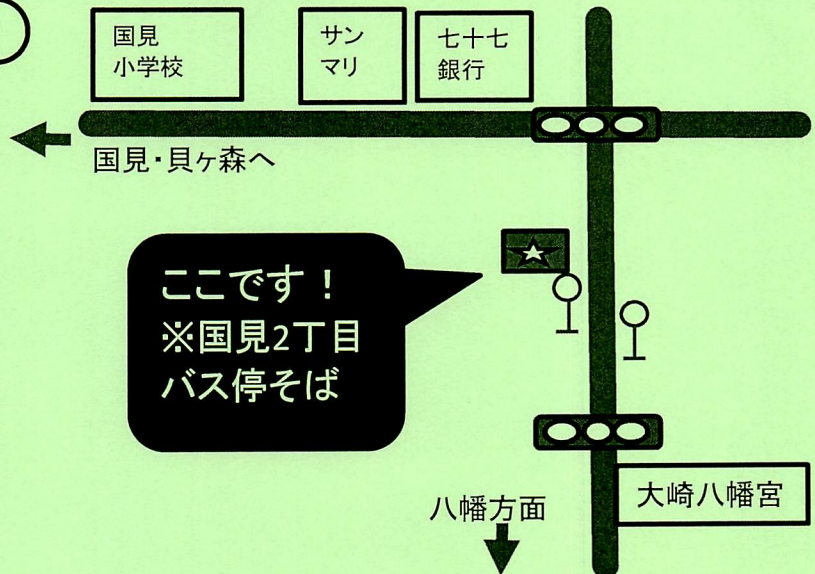 国見
小学校
サン
マリ
七十七
銀行
国見・貝ヶ森へ
ここです！
※国見2丁目
バス停そば
八幡方面
大崎八幡宮